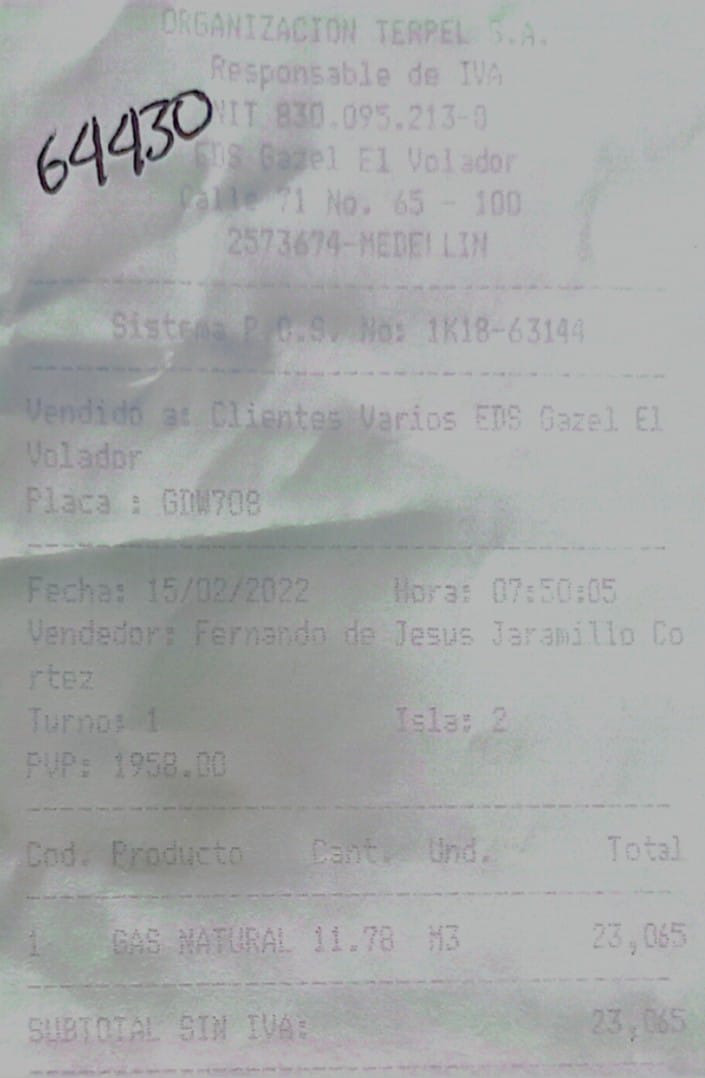 ORGANIZACION TERPEL S.A.
Responsable de IVA
64430
NIT 830.095.213-0
EDS Gazel El Volador
Calle 71 No. 65 - 100
2573674-MEDELLIN
Sistema P.O.S. No: 1K18-63144
Vendido a: Clientes Varios EDS Gazel El
Volador
Placa : GDW708
Fecha: 15/02/2022 Hora: 07:50:05
Vendedor: Fernando de Jesus Jaramillo Co
rtez
Turno: 1 Isla: 2
PVP: 1958.00
Cod. Producto Cant. Und. Total
1 GAS NATURAL 11.78 M3 23,065
SUBTOTAL SIN IVA: 23,065